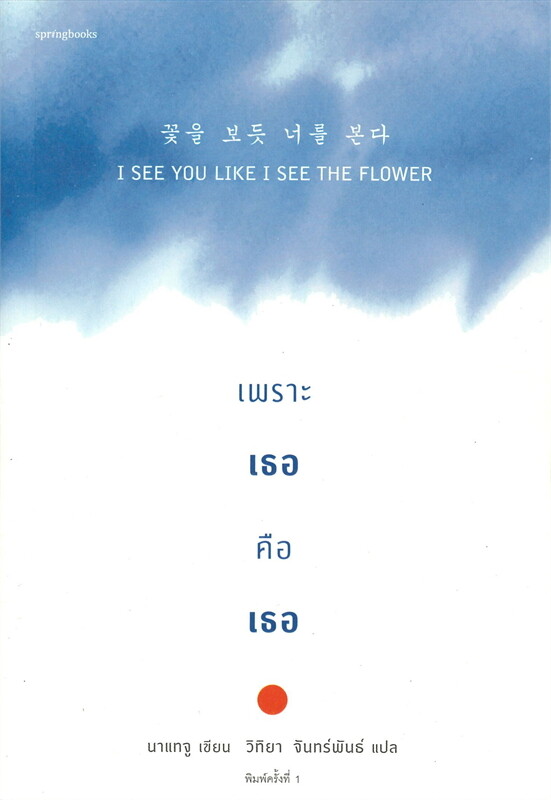 springbooks
꽃을 보듯 너를 본다
I SEE YOU LIKE I SEE THE FLOWER
เพราะ
เธอ
คือ
เธอ
นาแทจู เขียน วิทิยา จันทร์พันธ์ แปล
พิมพ์ครั้งที่ 1